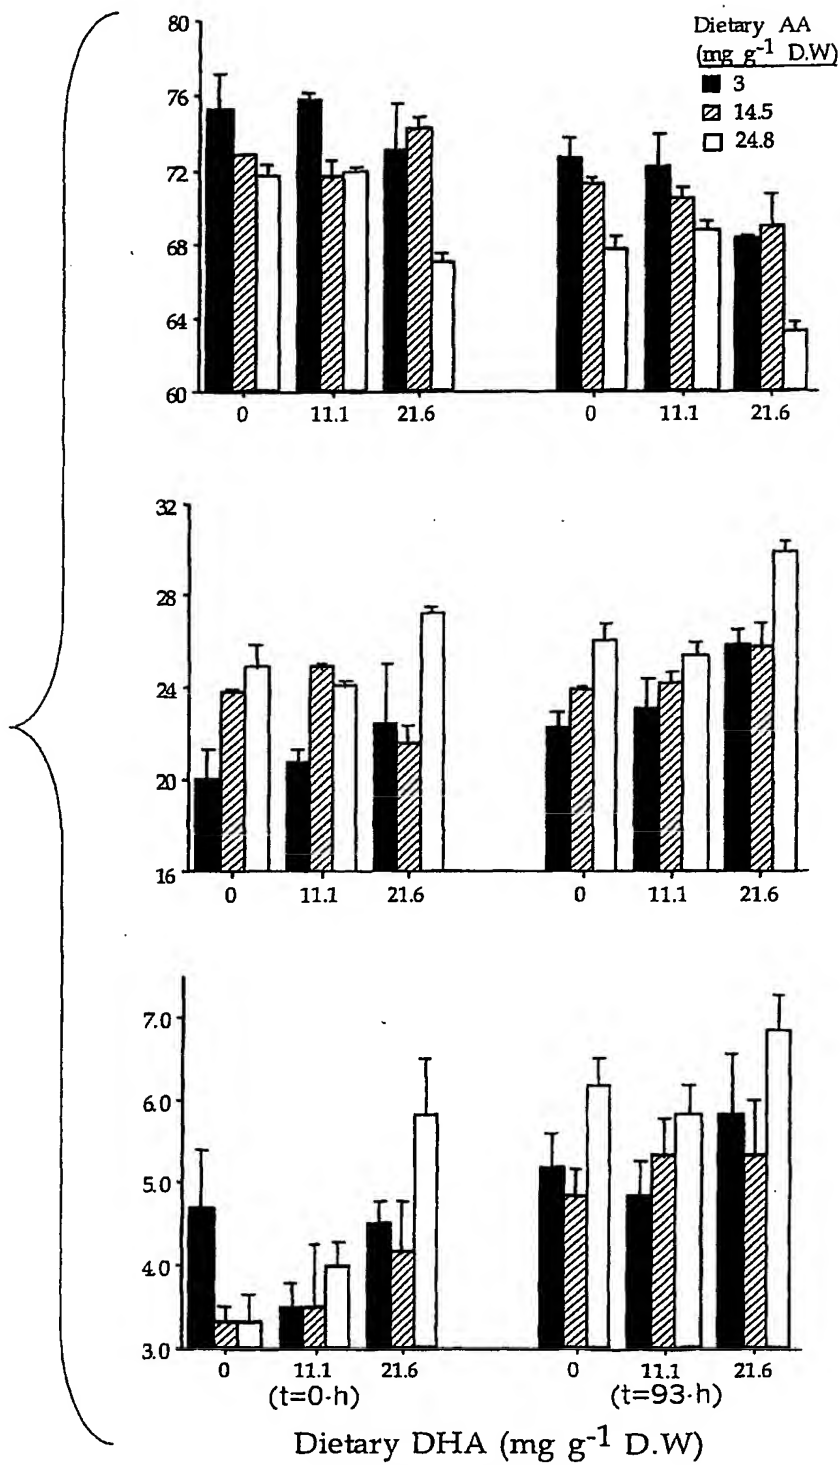 Dietary AA
(mg g-1 D.W)
3
14.5
24.8
80
76
72
68
64
60
0 11.1 21.6 0 11.1 21.6
32
28
24
20
16
0 11.1 21.6 0 11.1 21.6
7.0
6.0
5.0
4.0
3.0
0 11.1 21.6 0 11.1 21.6
(t=0·h) (t=93·h)
Dietary DHA (mg g-1 D.W)